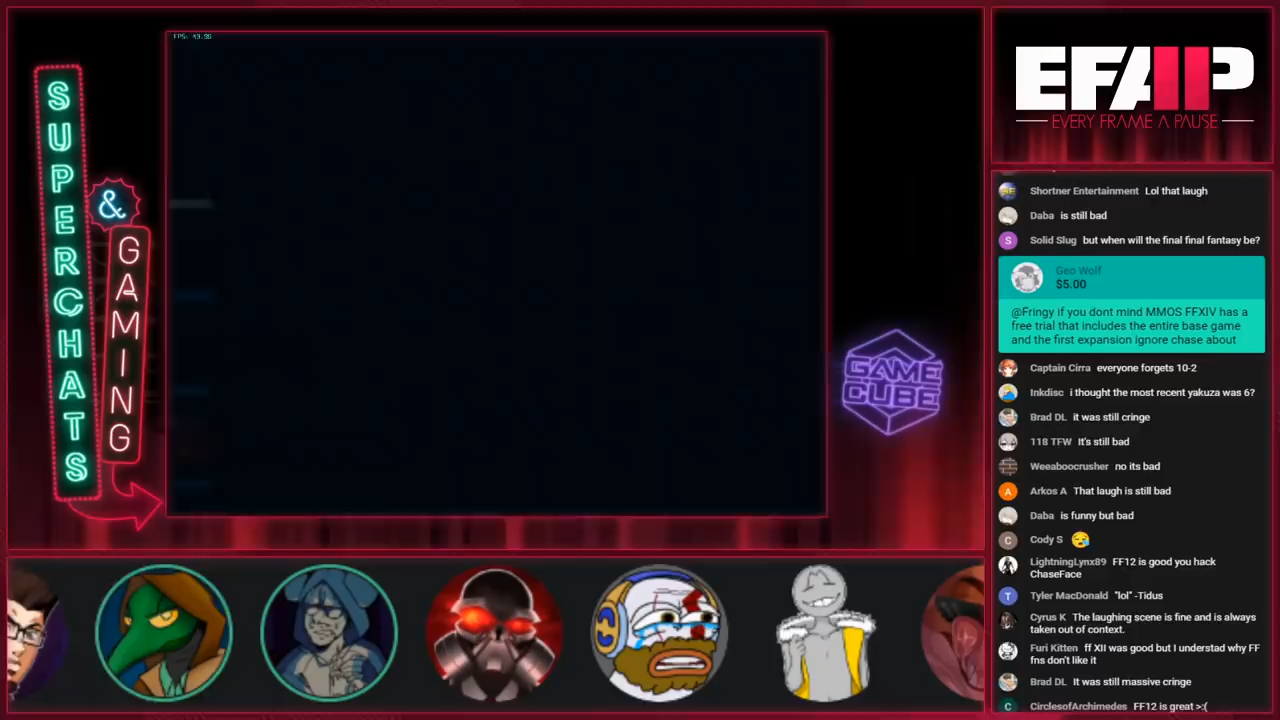 FPS: 49.96
SUPERCHATS
&
GAMING
GAME
CUBE
EFAP
EVERY FRAME A PAUSE
Shortner Entertainment Lol that laugh
Daba is still bad
S Solid Slug but when will the final final fantasy be?
Geo Wolf
$5.00
@Fringy if you dont mind MMOS FFXIV has a
free trial that includes the entire base game
and the first expansion ignore chase about
Captain Cirra everyone forgets 10-2
Inkdisc i thought the most recent yakuza was 6?
Brad DL it was still cringe
118 TFW It's still bad
Weeaboocrusher no its bad
A Arkos A That laugh is still bad
Daba is funny but bad
C Cody S 😪
LightningLynx89 FF12 is good you hack
ChaseFace
T Tyler MacDonald "lol" -Tidus
Cyrus K The laughing scene is fine and is always
taken out of context.
Furi Kitten ff XII was good but I understad why FF
fns don't like it
Brad DL It was still massive cringe
C CirclesofArchimedes FF12 is great >:(